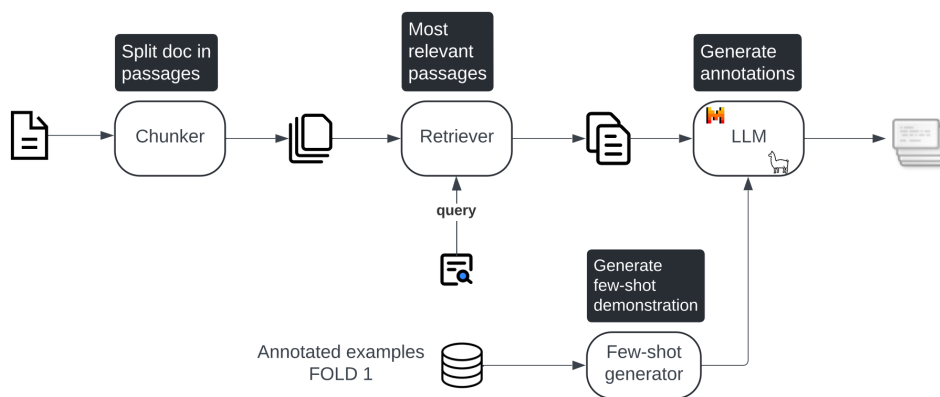 Split doc in
passages
Most
relevant
passages
Generate
annotations
Chunker
Retriever
LLM
query
Generate
few-shot
demonstration
Annotated examples
FOLD 1
Few-shot
generator